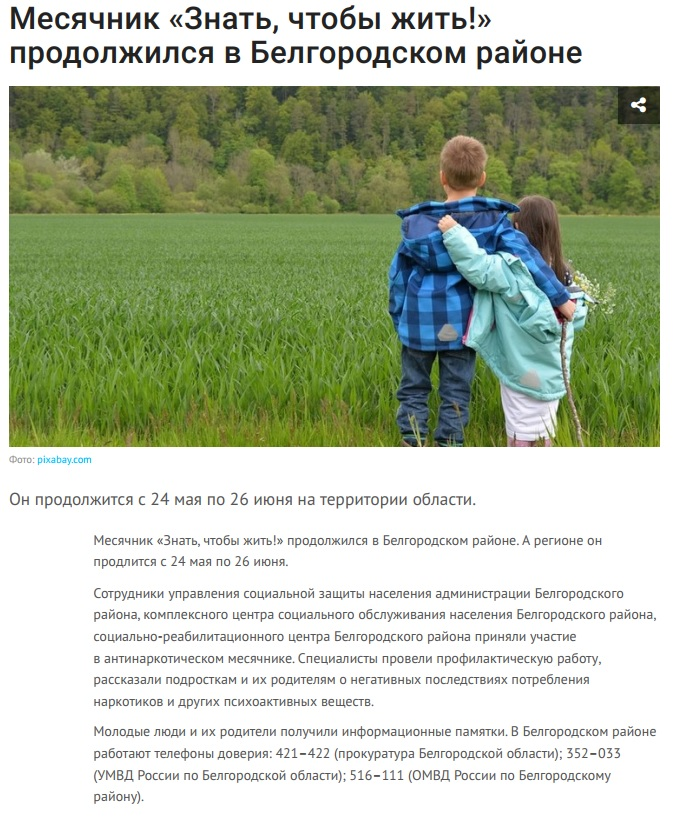 Месячник «Знать, чтобы жить!»
продолжился в Белгородском районе
Фото: pixabay.com
Он продолжится с 24 мая по 26 июня на территории области.
Месячник «Знать, чтобы жить!» продолжился в Белгородском районе. А регионе он
продлится с 24 мая по 26 июня.
Сотрудники управления социальной защиты населения администрации Белгородского
района, комплексного центра социального обслуживания населения Белгородского района,
социально-реабилитационного центра Белгородского района приняли участие
в антинаркотическом месячнике. Специалисты провели профилактическую работу,
рассказали подросткам и их родителям о негативных последствиях потребления
наркотиков и других психоактивных веществ.
Молодые люди и их родители получили информационные памятки. В Белгородском районе
работают телефоны доверия: 421–422 (прокуратура Белгородской области); 352–033
(УМВД России по Белгородской области); 516–111 (ОМВД России по Белгородскому
району).